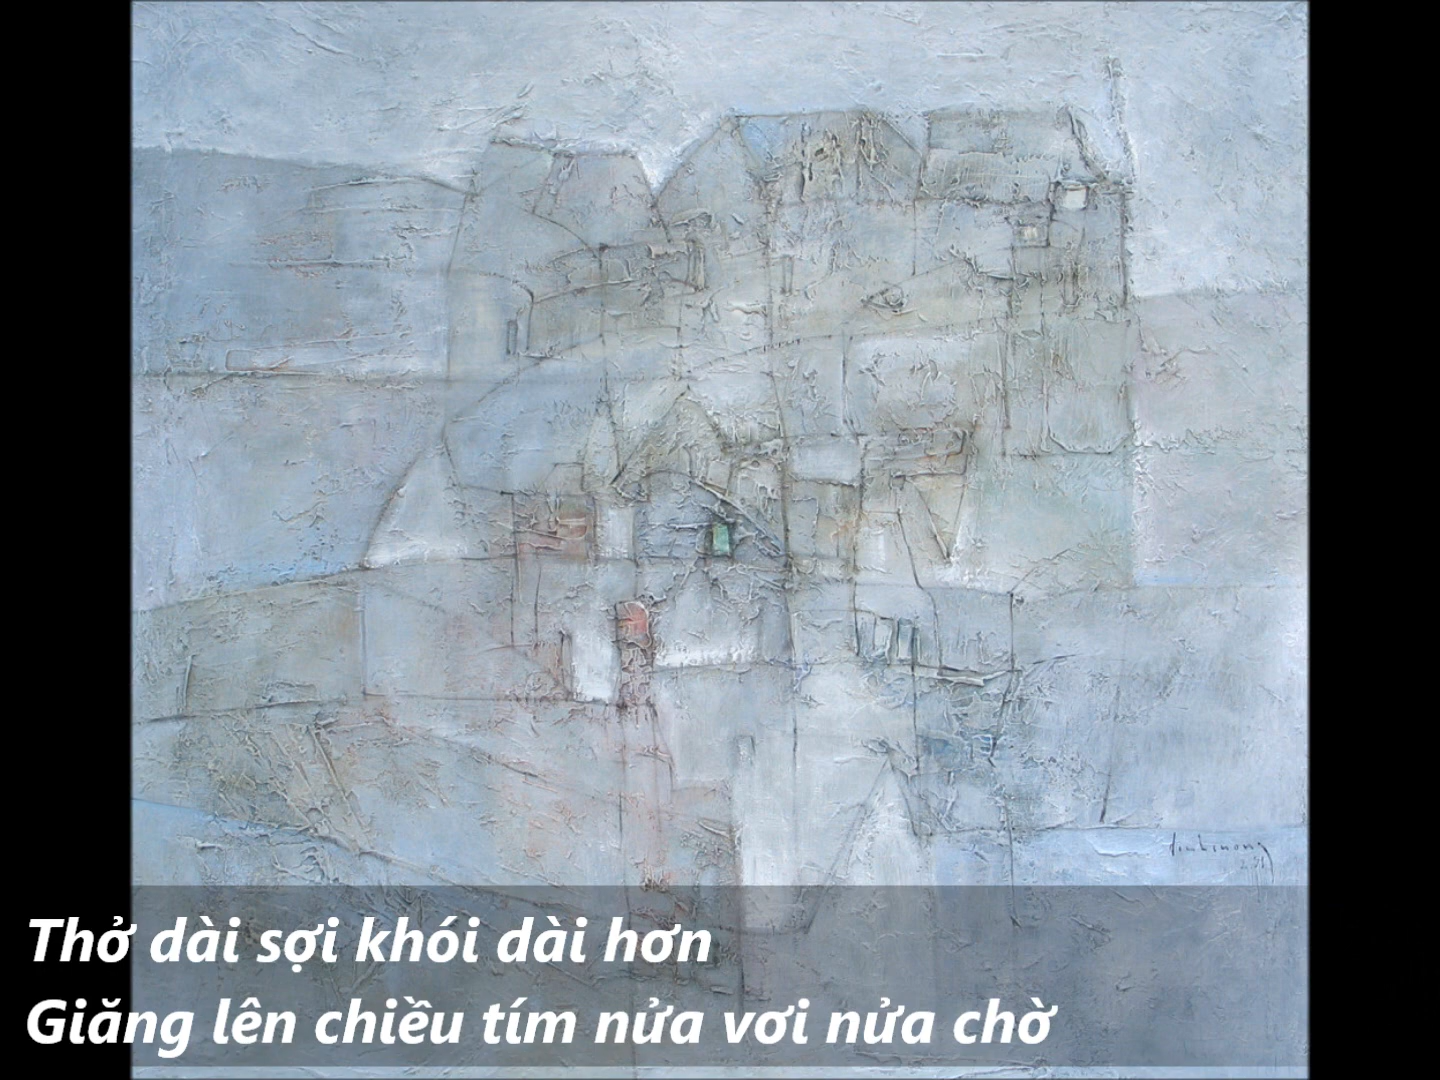 Thở dài sợi khói dài hơn
Giăng lên chiều tím nửa vơi nửa chờ